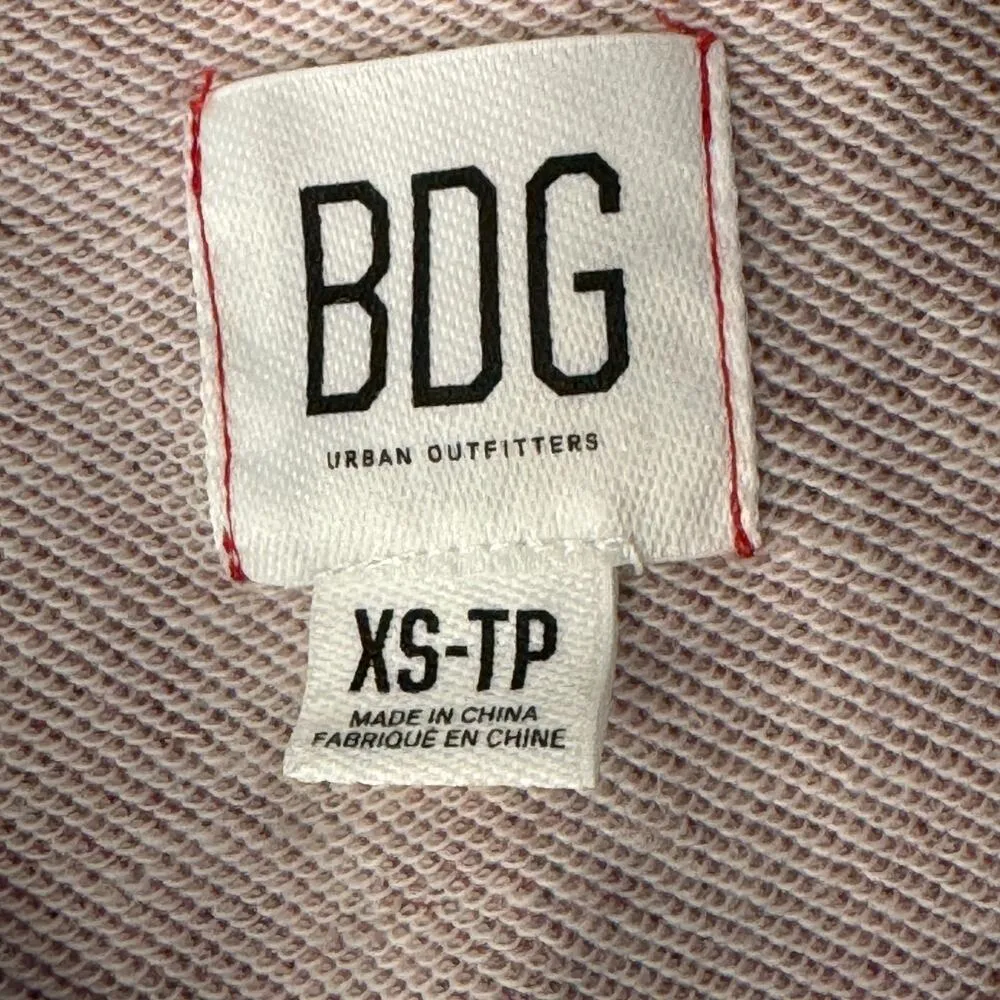 BDG
URBAN OUTFITTERS
XS-TP
MADE IN CHINA
FABRIQUÉ EN CHINE